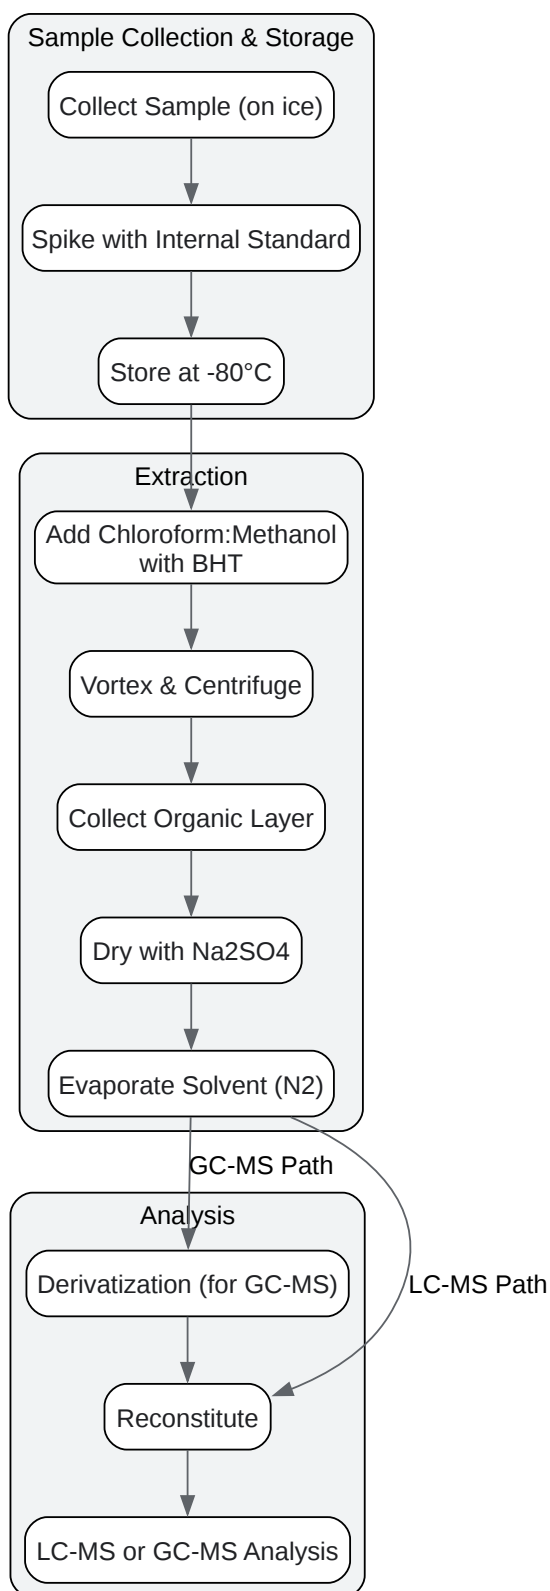 Sample Collection & Storage
Collect Sample (on ice)
Spike with Internal Standard
Store at -80°C
Extraction
Add Chloroform:Methanol
with BHT
Vortex & Centrifuge
Collect Organic Layer
Dry with Na2SO4
Evaporate Solvent (N2)
GC-MS Path
Analysis
Derivatization (for GC-MS)
LC-MS Path
Reconstitute
LC-MS or GC-MS Analysis